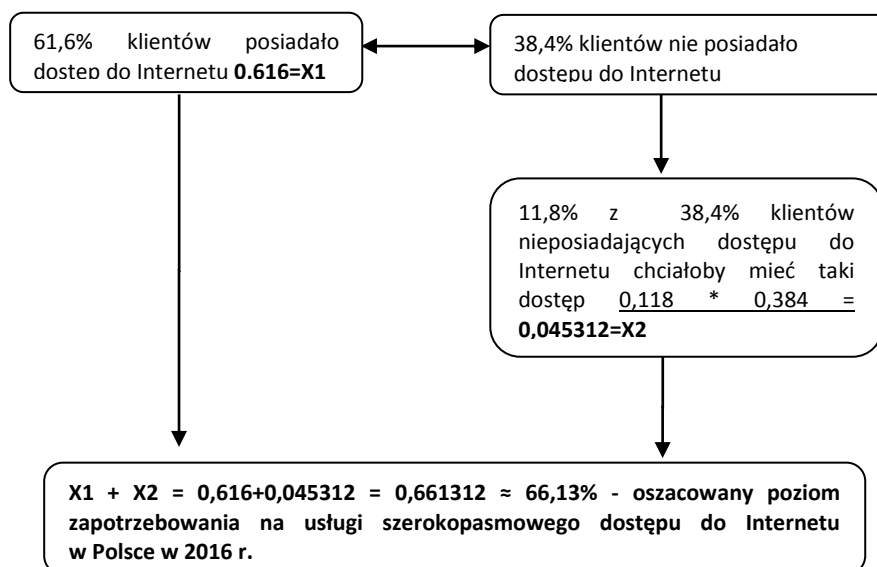 61,6% klientów posiadało
dostęp do Internetu 0.616=X1
38,4% klientów nie posiadało
dostępu do Internetu
11,8% z 38,4% klientów
nieposiadających dostępu do
Internetu chciałoby mieć taki
dostęp 0,118 * 0,384 =
0,045312=X2
X1 + X2 = 0,616+0,045312 = 0,661312 ≈ 66,13% - oszacowany poziom
zapotrzebowania na usługi szerokopasmowego dostępu do Internetu
w Polsce w 2016 r.